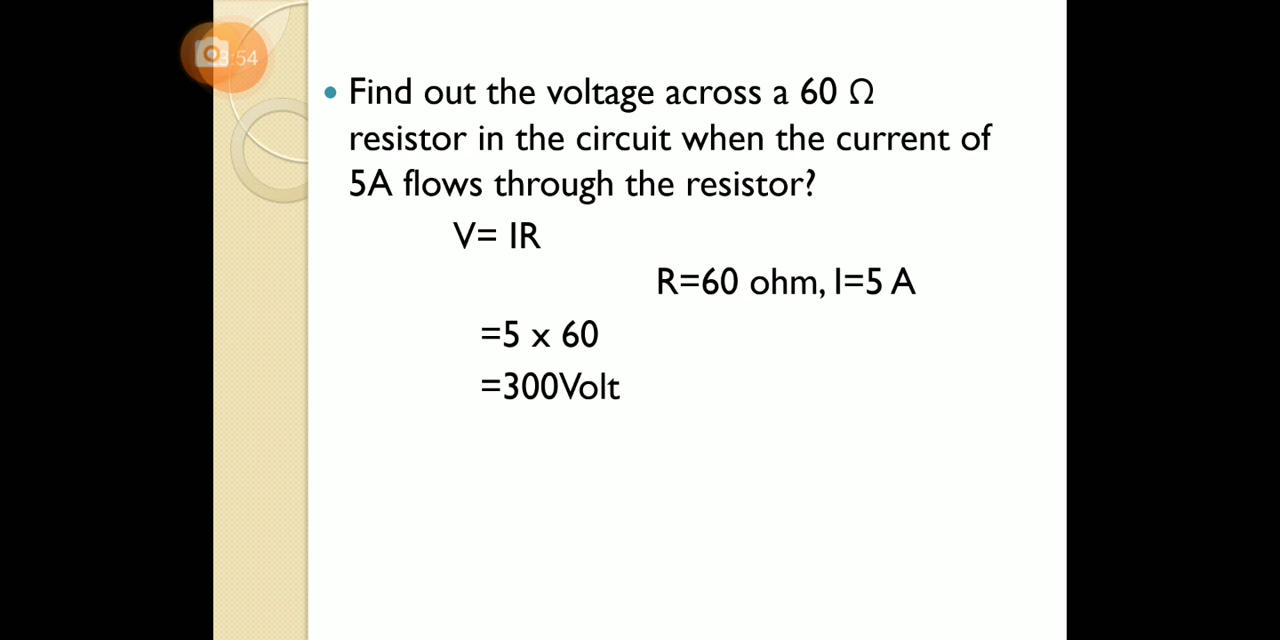 :54
Find out the voltage across a 60 Ω
resistor in the circuit when the current of
5A flows through the resistor?
V= IR
R=60 ohm, I=5 A
=5 x 60
=300Volt